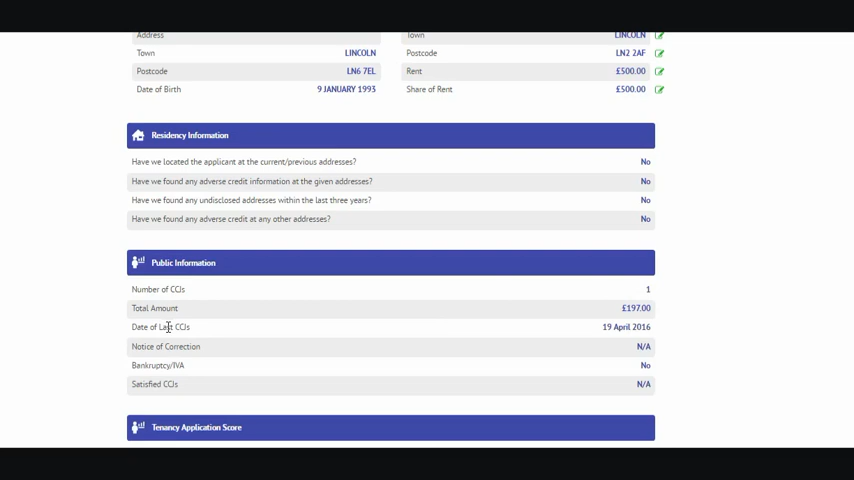 Address Town LINCOLN
Town LINCOLN Postcode LN2 2AF
Postcode LN6 7EL Rent £500.00
Date of Birth 9 JANUARY 1993 Share of Rent £500.00
Residency Information
Have we located the applicant at the current/previous addresses? No
Have we found any adverse credit information at the given addresses? No
Have we found any undisclosed addresses within the last three years? No
Have we found any adverse credit at any other addresses? No
Public Information
Number of CCJs 1
Total Amount £197.00
Date of Last CCJs 19 April 2016
Notice of Correction N/A
Bankruptcy/IVA No
Satisfied CCJs N/A
Tenancy Application Score